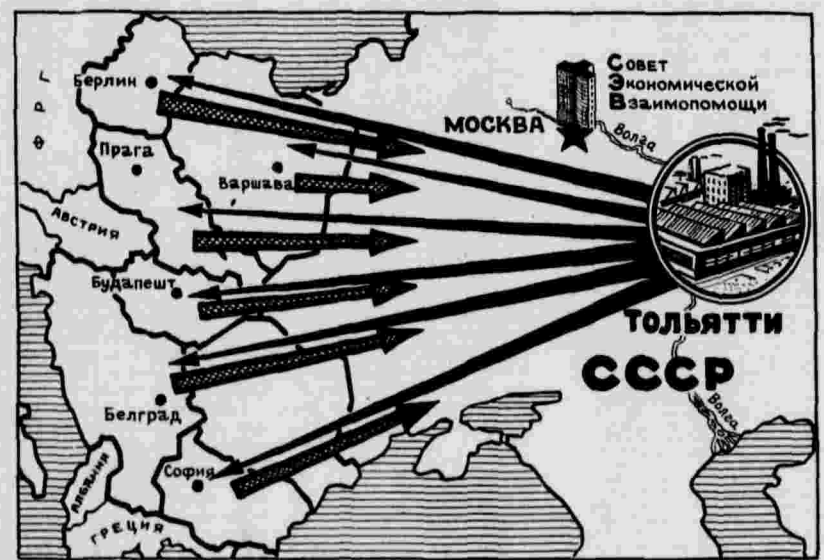 ФРГ
Берлин
Прага
Варшава
АВСТРИЯ
Будапешт
Белград
София
АЛБАНИЯ
ГРЕЦИЯ
МОСКВА
Совет
Экономической
Взаимопомощи
Волга
ТОЛЬЯТТИ
СССР
Волга